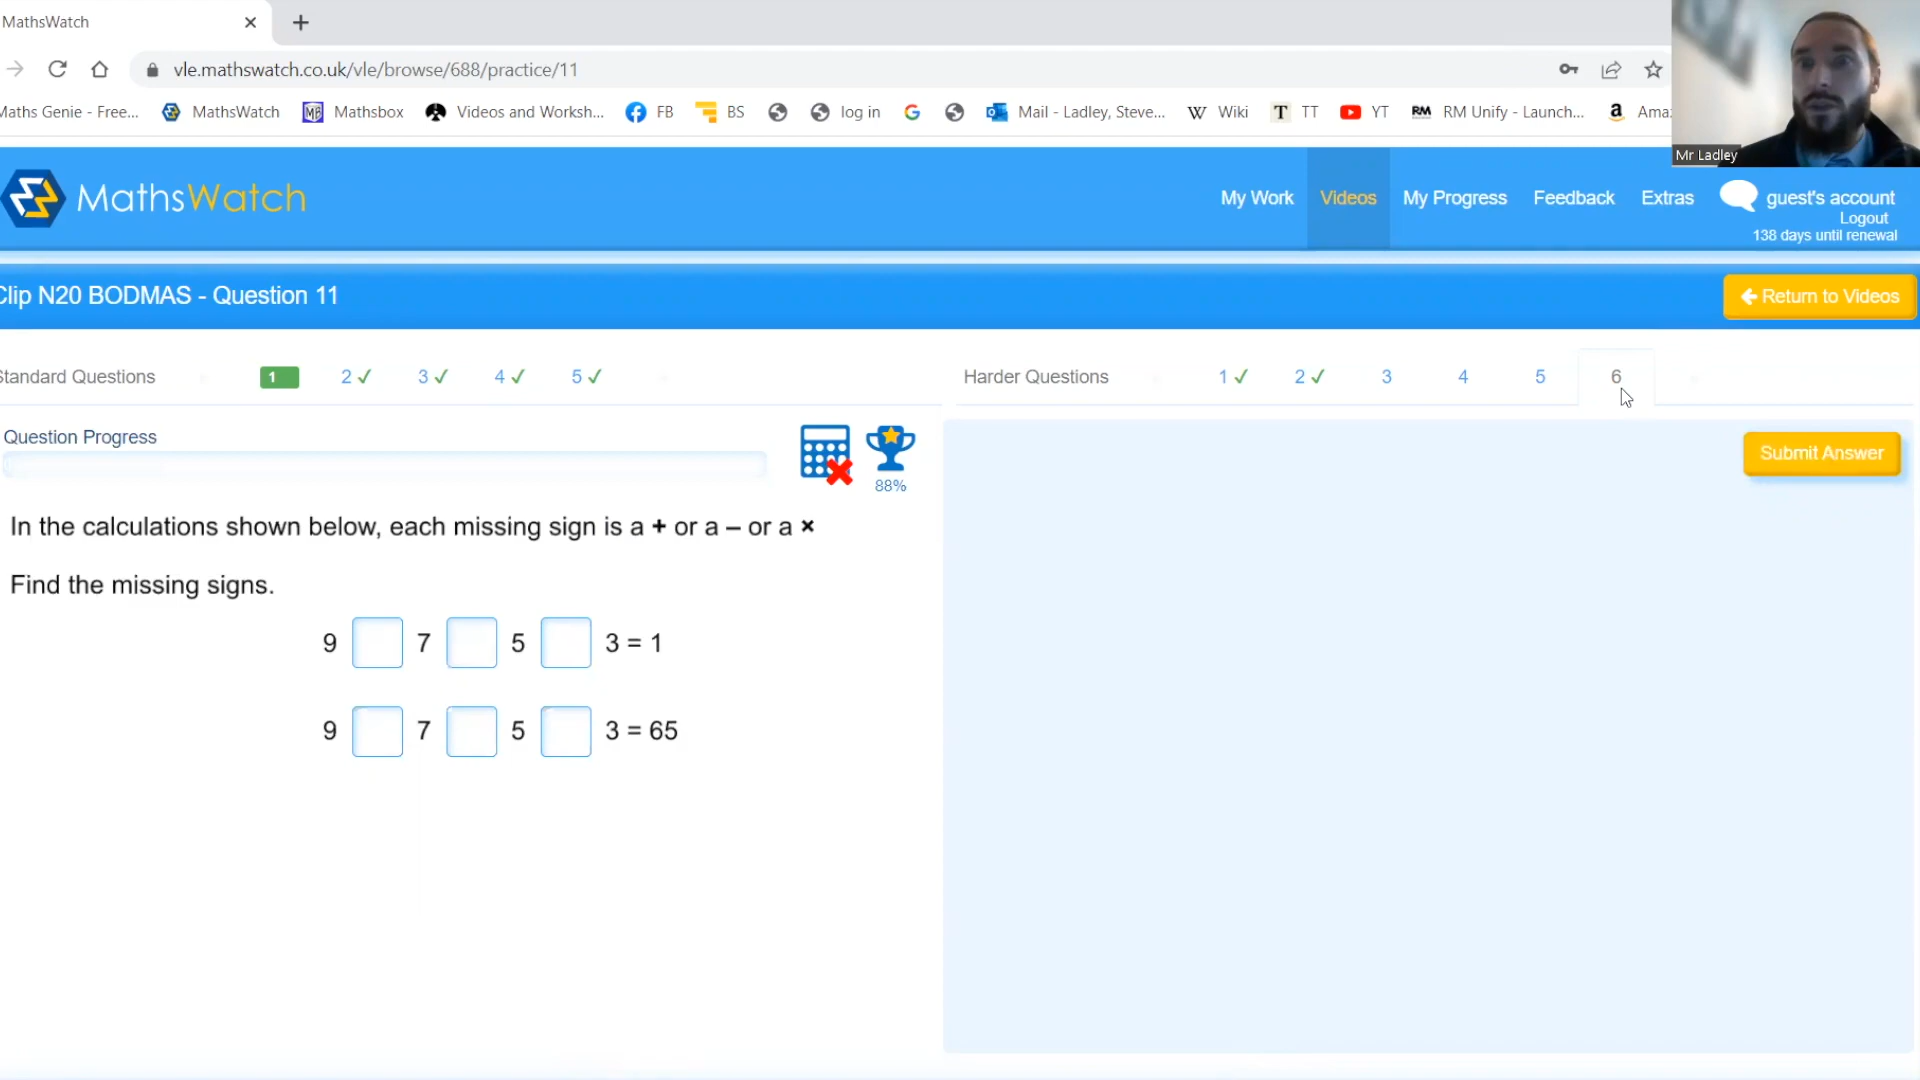 MathsWatch
vle.mathswatch.co.uk/vle/browse/688/practice/11
Maths Genie - Free... MathsWatch Mathsbox Videos and Worksh... FB BS log in Mail - Ladley, Steve... Wiki TT YT RM Unify - Launch... Ama
Mr Ladley
MathsWatch
My Work Videos My Progress Feedback Extras guest's account
Logout
138 days until renewal
Clip N20 BODMAS - Question 11
Return to Videos
Standard Questions 1 2 ✓ 3 ✓ 4 ✓ 5 ✓
Harder Questions 1 ✓ 2 ✓ 3 4 5 6
Question Progress
88%
Submit Answer
In the calculations shown below, each missing sign is a + or a – or a ×
Find the missing signs.
9 7 5 3 = 1
9 7 5 3 = 65